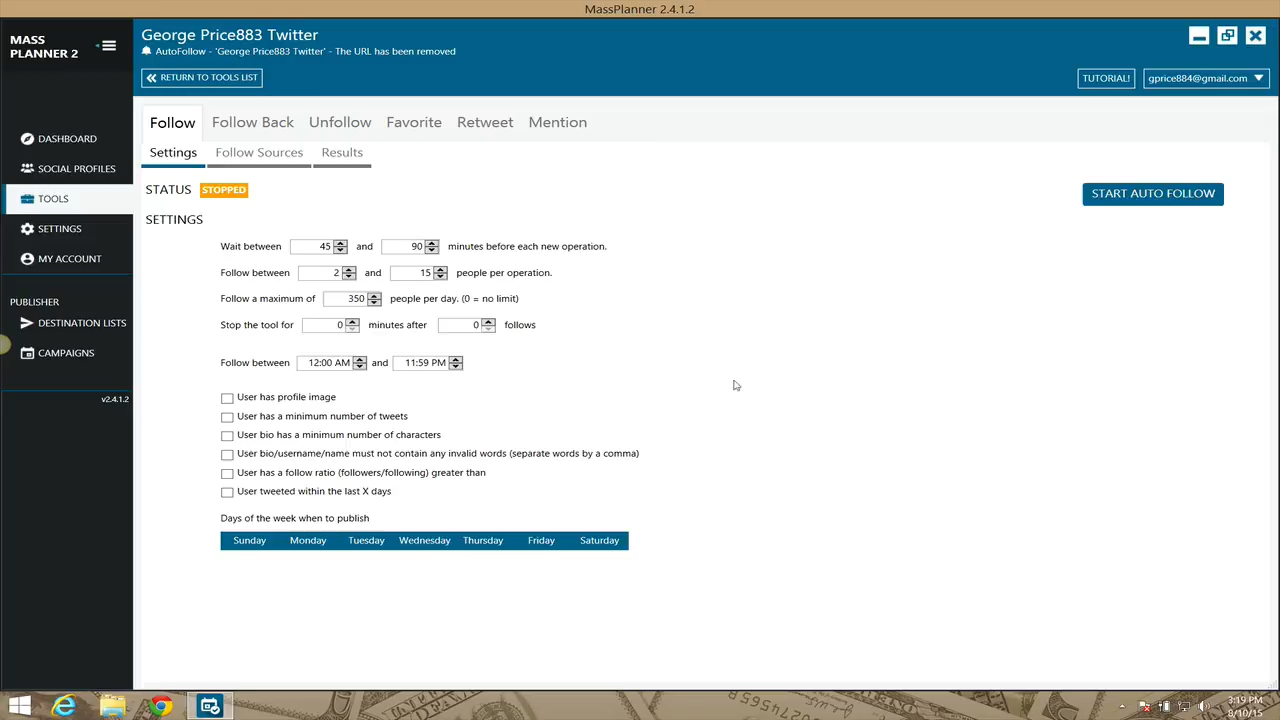 MassPlanner 2.4.1.2
MASS
PLANNER 2
George Price883 Twitter
AutoFollow - 'George Price883 Twitter' - The URL has been removed
RETURN TO TOOLS LIST
TUTORIAL!
gprice884@gmail.com
DASHBOARD
SOCIAL PROFILES
TOOLS
SETTINGS
MY ACCOUNT
PUBLISHER
DESTINATION LISTS
CAMPAIGNS
v2.4.1.2
Follow Follow Back Unfollow Favorite Retweet Mention
Settings Follow Sources Results
STATUS STOPPED
START AUTO FOLLOW
SETTINGS
Wait between 45 and 90 minutes before each new operation.
Follow between 2 and 15 people per operation.
Follow a maximum of 350 people per day. (0 = no limit)
Stop the tool for 0 minutes after 0 follows
Follow between 12:00 AM and 11:59 PM
User has profile image
User has a minimum number of tweets
User bio has a minimum number of characters
User bio/username/name must not contain any invalid words (separate words by a comma)
User has a follow ratio (followers/following) greater than
User tweeted within the last X days
Days of the week when to publish
Sunday Monday Tuesday Wednesday Thursday Friday Saturday
3:19 PM
8/10/15